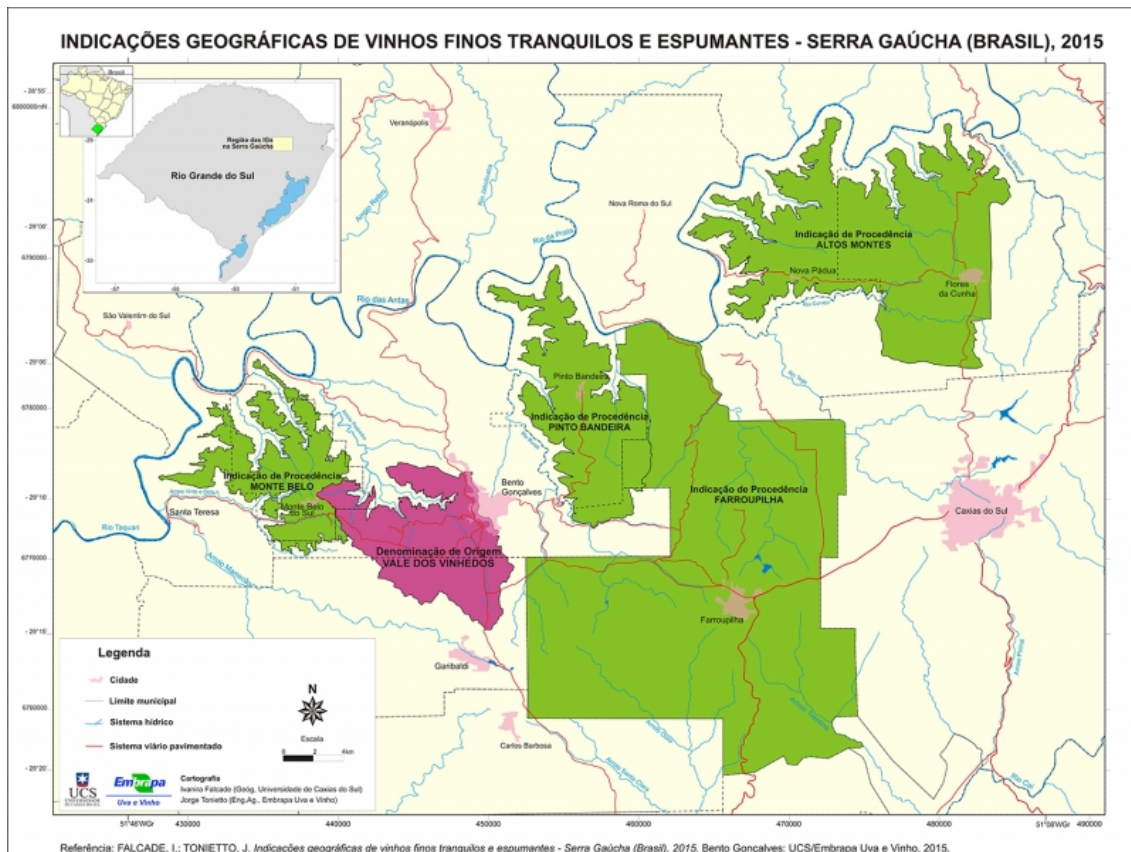 INDICAÇÕES GEOGRÁFICAS DE VINHOS FINOS TRANQUILOS E ESPUMANTES - SERRA GAÚCHA (BRASIL), 2015
Brasil
Região das IGs
na Serra Gaúcha
Rio Grande do Sul
Veranópolis
Nova Roma do Sul
Rio da Prata
Rio das Antas
Indicação de Procedência
ALTOS MONTES
Nova Pádua
Flores
da Cunha
São Valentim do Sul
Pinto Bandeira
Indicação de Procedência
PINTO BANDEIRA
Indicação de Procedência
MONTE BELO
Monte Belo
do Sul
Santa Teresa
Rio Taquari
Bento
Gonçalves
Indicação de Procedência
FARROUPILHA
Caxias do Sul
Denominação de Origem
VALE DOS VINHEDOS
Farroupilha
Garibaldi
Carlos Barbosa
Rio Caí
Legenda
Cidade
Limite municipal
Sistema hídrico
Sistema viário pavimentado
N
Escala
0 2 4km
UCS
Embrapa
Uva e Vinho
Cartografia
Ivanira Falcade (Geóg. Universidade de Caxias do Sul)
Jorge Tonietto (Eng.Ag., Embrapa Uva e Vinho)
430000 440000 450000 460000 470000 480000 490000
Referência: FALCADE, I.; TONIETTO, J. Indicações geográficas de vinhos finos tranquilos e espumantes - Serra Gaúcha (Brasil), 2015. Bento Gonçalves: UCS/Embrapa Uva e Vinho, 2015.